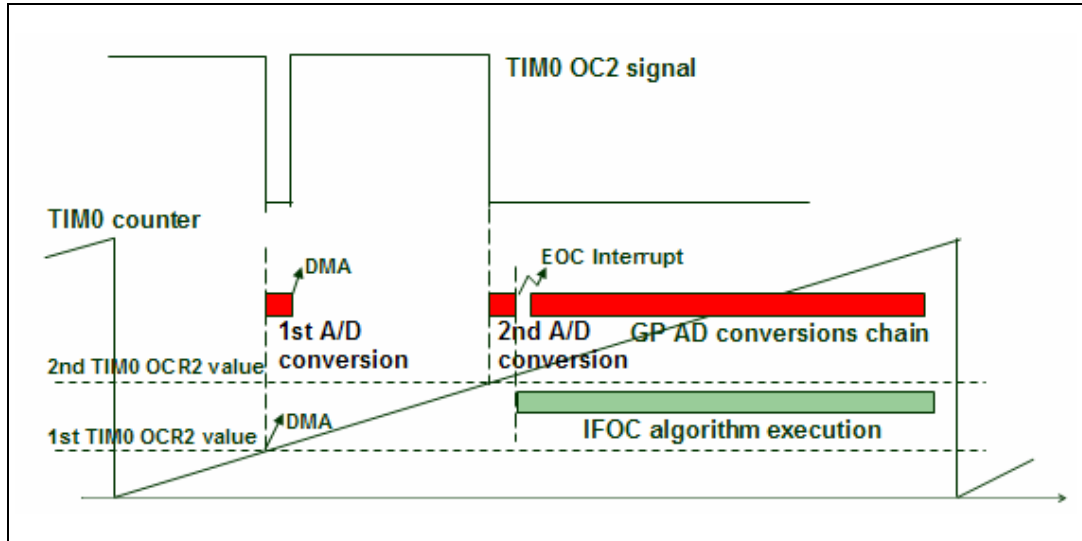 TIM0 OC2 signal
TIM0 counter
DMA
EOC Interrupt
1st A/D
conversion
2nd A/D
conversion
GP AD conversions chain
2nd TIM0 OCR2 value
DMA
1st TIM0 OCR2 value
IFOC algorithm execution